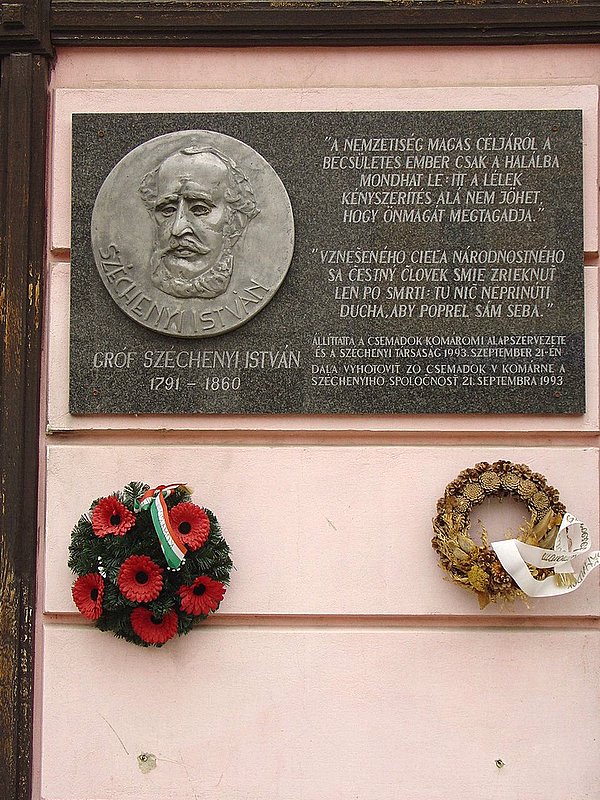 SZÉCHENYI ISTVÁN
GRÓF SZÉCHENYI ISTVÁN
1791 - 1860
"A NEMZETISÉG MAGAS CÉLJÁRÓL A
BECSÜLETES EMBER CSAK A HALÁLBA
MONDHAT LE: ITT A LÉLEK
KÉNYSZERÍTÉS ALÁ NEM JÖHET,
HOGY ÖNMAGÁT MEGTAGADJA."
"VZNEŠENÉHO CIEĽA NÁRODNOSTNÉHO
SA ČESTNÝ ČLOVEK SMIE ZRIEKNUŤ
LEN PO SMRTI: TU NIČ NEPRINÚTI
DUCHA, ABY POPREL SÁM SEBA."
ÁLLÍTTATTA A CSEMADOK KOMÁROMI ALAPSZERVEZETE
ÉS A SZÉCHENYI TÁRSASÁG 1993. SZEPTEMBER 21-ÉN
DALA VYHOTOVIŤ ZO CSEMADOK V KOMÁRNE A
SZÉCHENYIHO SPOLOČNOSŤ 21. SEPTEMBRA 1993